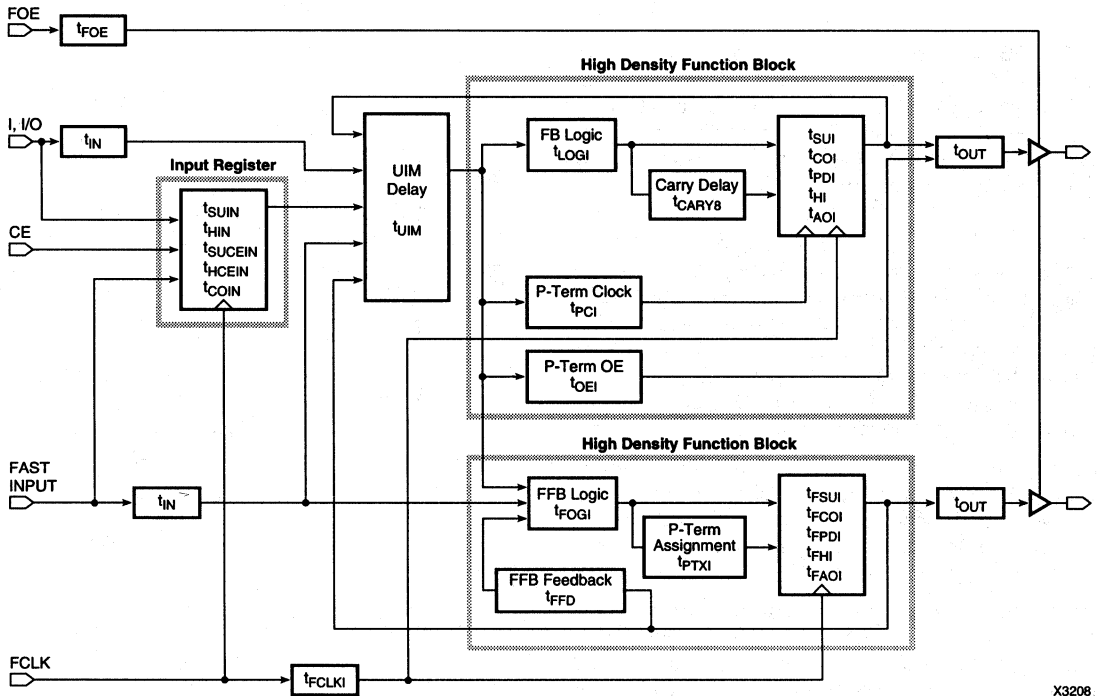 FOE
tFOE
High Density Function Block
I, I/O
tIN
Input Register
tSUIN
tHIN
tSUCEIN
tHCEIN
tCOIN
CE
UIM
Delay
tUIM
FB Logic
tLOGI
Carry Delay
tCARY8
tSUI
tCOI
tPDI
tHI
tAOI
tOUT
P-Term Clock
tPCI
P-Term OE
tOEI
High Density Function Block
FAST
INPUT
tIN
FFB Logic
tFOGI
P-Term
Assignment
tPTXI
FFB Feedback
tFFD
tFSUI
tFCOI
tFPDI
tFHI
tFAOI
tOUT
FCLK
tFCLKI
X3208